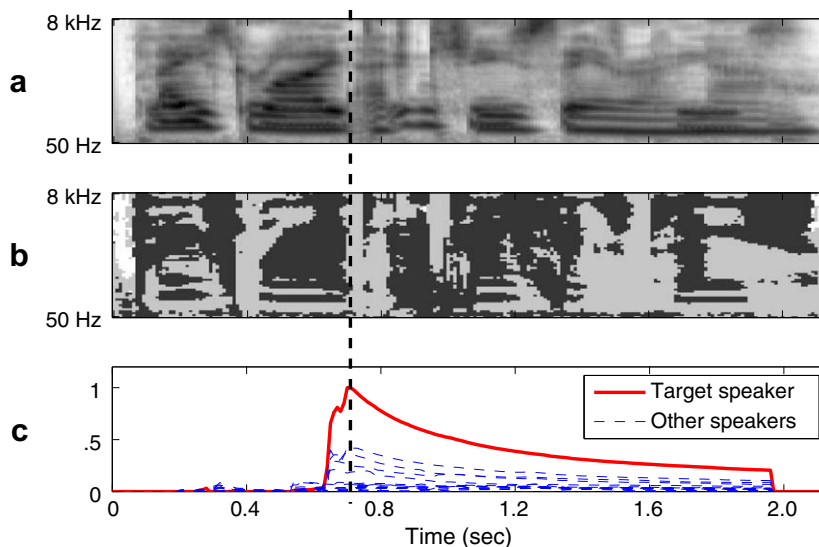 8 kHz
a
50 Hz
8 kHz
b
50 Hz
1
c
.5
0
Target speaker
Other speakers
0 0.4 0.8 1.2 1.6 2.0
Time (sec)